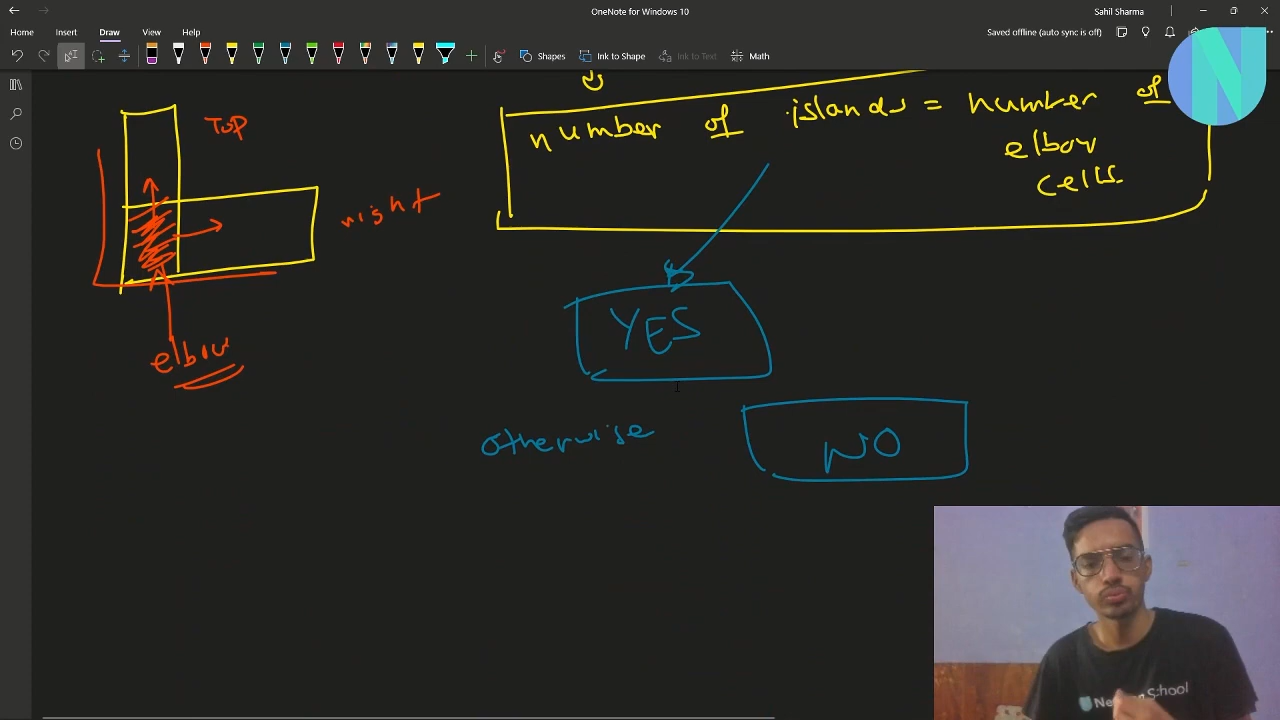 OneNote for Windows 10
Sahil Sharma
Home Insert Draw View Help
Saved offline (auto sync is off)
Shapes Ink to Shape Ink to Text Math
Top
right
elbow
number of islands = number of
elbow
cells
YES
otherwise
NO
School